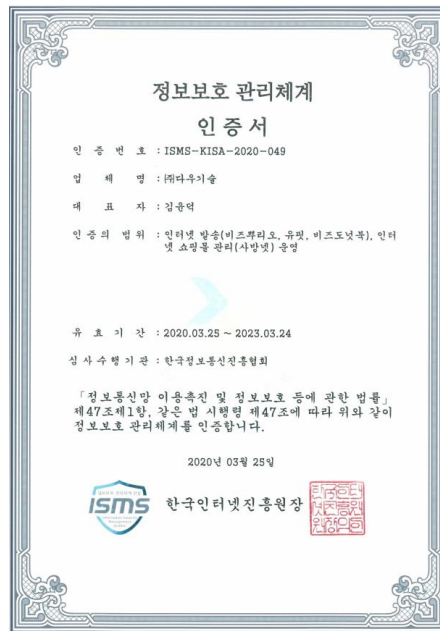 정보보호 관리체계
인 증 서
인 증 번 호 : ISMS-KISA-2020-049
업 체 명 : ㈜다우기술
대 표 자 : 김윤덕
인 증 의 범 위 : 인터넷 발송(비즈뿌리오, 유핏, 비즈도넛북), 인터
넷 쇼핑몰 관리(사방넷) 운영
유 효 기 간 : 2020.03.25 ~ 2023.03.24
심 사 수 행 기 관 : 한국정보통신진흥협회
「정보통신망 이용촉진 및 정보보호 등에 관한 법률」
제47조제1항, 같은 법 시행령 제47조에 따라 위와 같이
정보보호 관리체계를 인증합니다.
2020년 03월 25일
isms
한국인터넷진흥원장